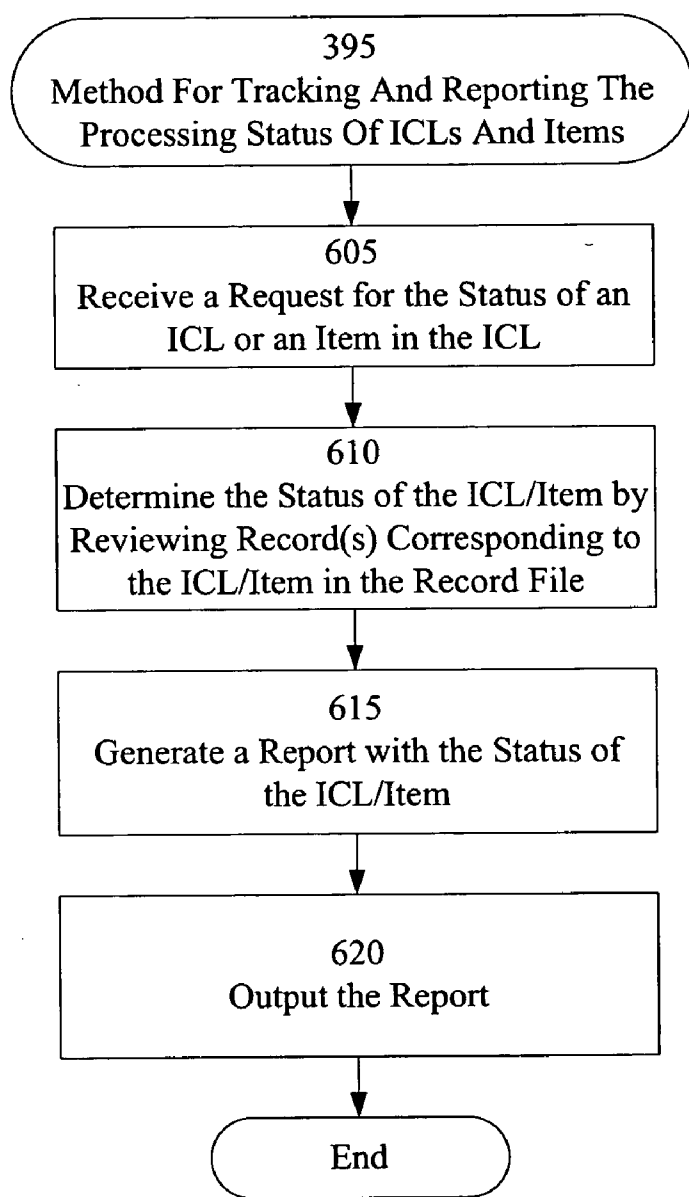 395
Method For Tracking And Reporting The
Processing Status Of ICLs And Items
605
Receive a Request for the Status of an
ICL or an Item in the ICL
610
Determine the Status of the ICL/Item by
Reviewing Record(s) Corresponding to
the ICL/Item in the Record File
615
Generate a Report with the Status of
the ICL/Item
620
Output the Report
End